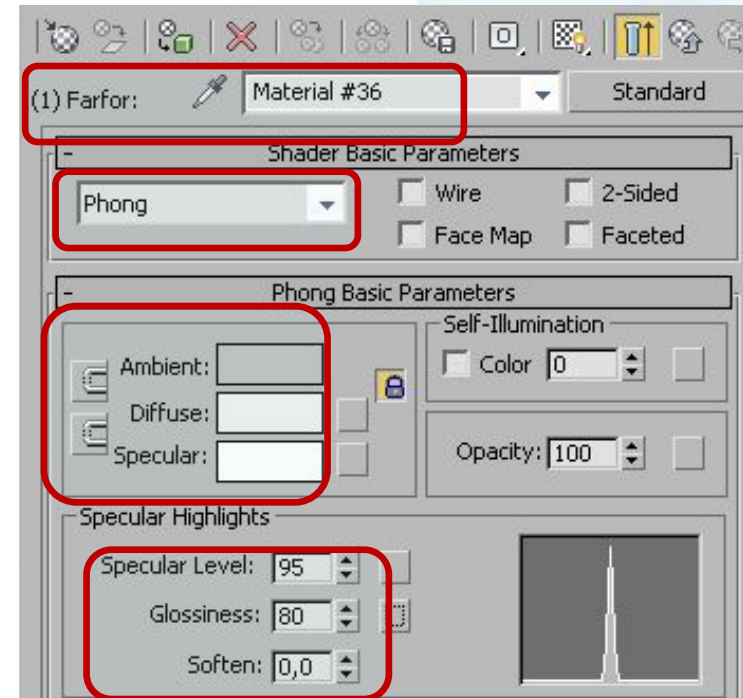 (1) Farfor: Material #36 Standard
- Shader Basic Parameters
Phong Wire 2-Sided
Face Map Faceted
- Phong Basic Parameters
Self-Illumination
Ambient: Color 0
Diffuse:
Specular: Opacity: 100
Specular Highlights
Specular Level: 95
Glossiness: 80
Soften: 0,0